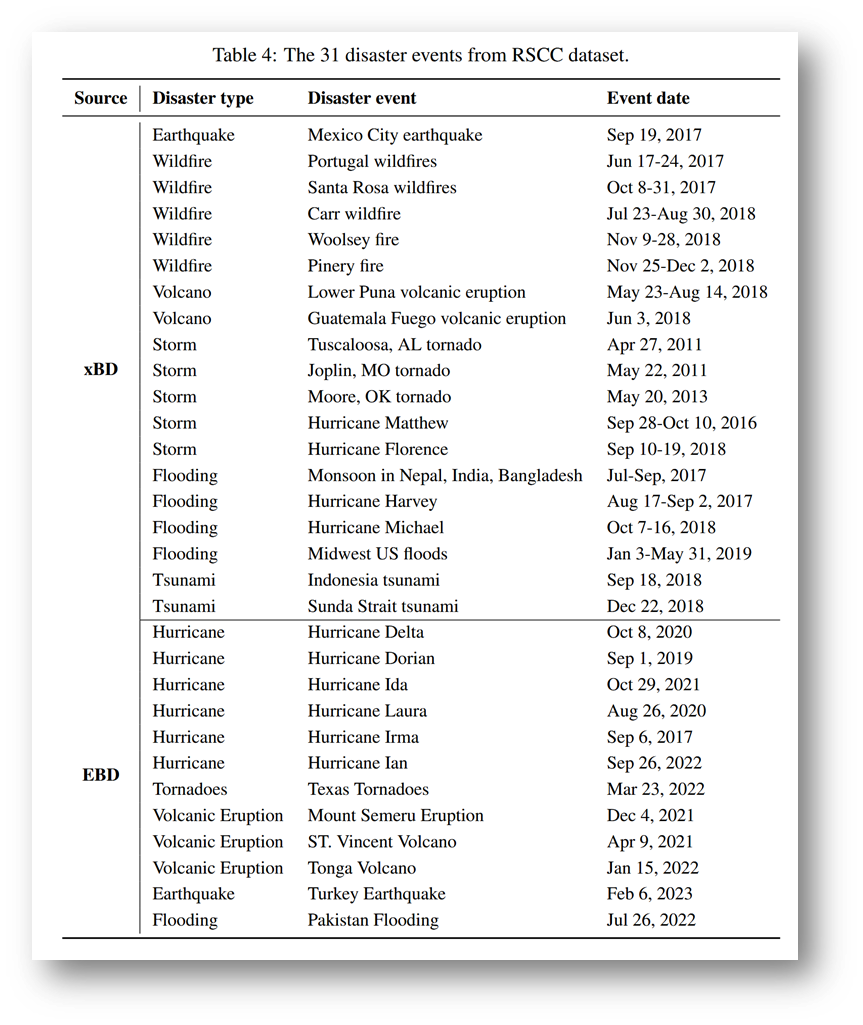 Table 4: The 31 disaster events from RSCC dataset.
Source Disaster type Disaster event Event date
Earthquake Mexico City earthquake Sep 19, 2017
Wildfire Portugal wildfires Jun 17-24, 2017
Wildfire Santa Rosa wildfires Oct 8-31, 2017
Wildfire Carr wildfire Jul 23-Aug 30, 2018
Wildfire Woolsey fire Nov 9-28, 2018
Wildfire Pinery fire Nov 25-Dec 2, 2018
Volcano Lower Puna volcanic eruption May 23-Aug 14, 2018
Volcano Guatemala Fuego volcanic eruption Jun 3, 2018
Storm Tuscaloosa, AL tornado Apr 27, 2011
xBD Storm Joplin, MO tornado May 22, 2011
Storm Moore, OK tornado May 20, 2013
Storm Hurricane Matthew Sep 28-Oct 10, 2016
Storm Hurricane Florence Sep 10-19, 2018
Flooding Monsoon in Nepal, India, Bangladesh Jul-Sep, 2017
Flooding Hurricane Harvey Aug 17-Sep 2, 2017
Flooding Hurricane Michael Oct 7-16, 2018
Flooding Midwest US floods Jan 3-May 31, 2019
Tsunami Indonesia tsunami Sep 18, 2018
Tsunami Sunda Strait tsunami Dec 22, 2018
Hurricane Hurricane Delta Oct 8, 2020
Hurricane Hurricane Dorian Sep 1, 2019
Hurricane Hurricane Ida Oct 29, 2021
Hurricane Hurricane Laura Aug 26, 2020
Hurricane Hurricane Irma Sep 6, 2017
Hurricane Hurricane Ian Sep 26, 2022
EBD Tornadoes Texas Tornadoes Mar 23, 2022
Volcanic Eruption Mount Semeru Eruption Dec 4, 2021
Volcanic Eruption ST. Vincent Volcano Apr 9, 2021
Volcanic Eruption Tonga Volcano Jan 15, 2022
Earthquake Turkey Earthquake Feb 6, 2023
Flooding Pakistan Flooding Jul 26, 2022